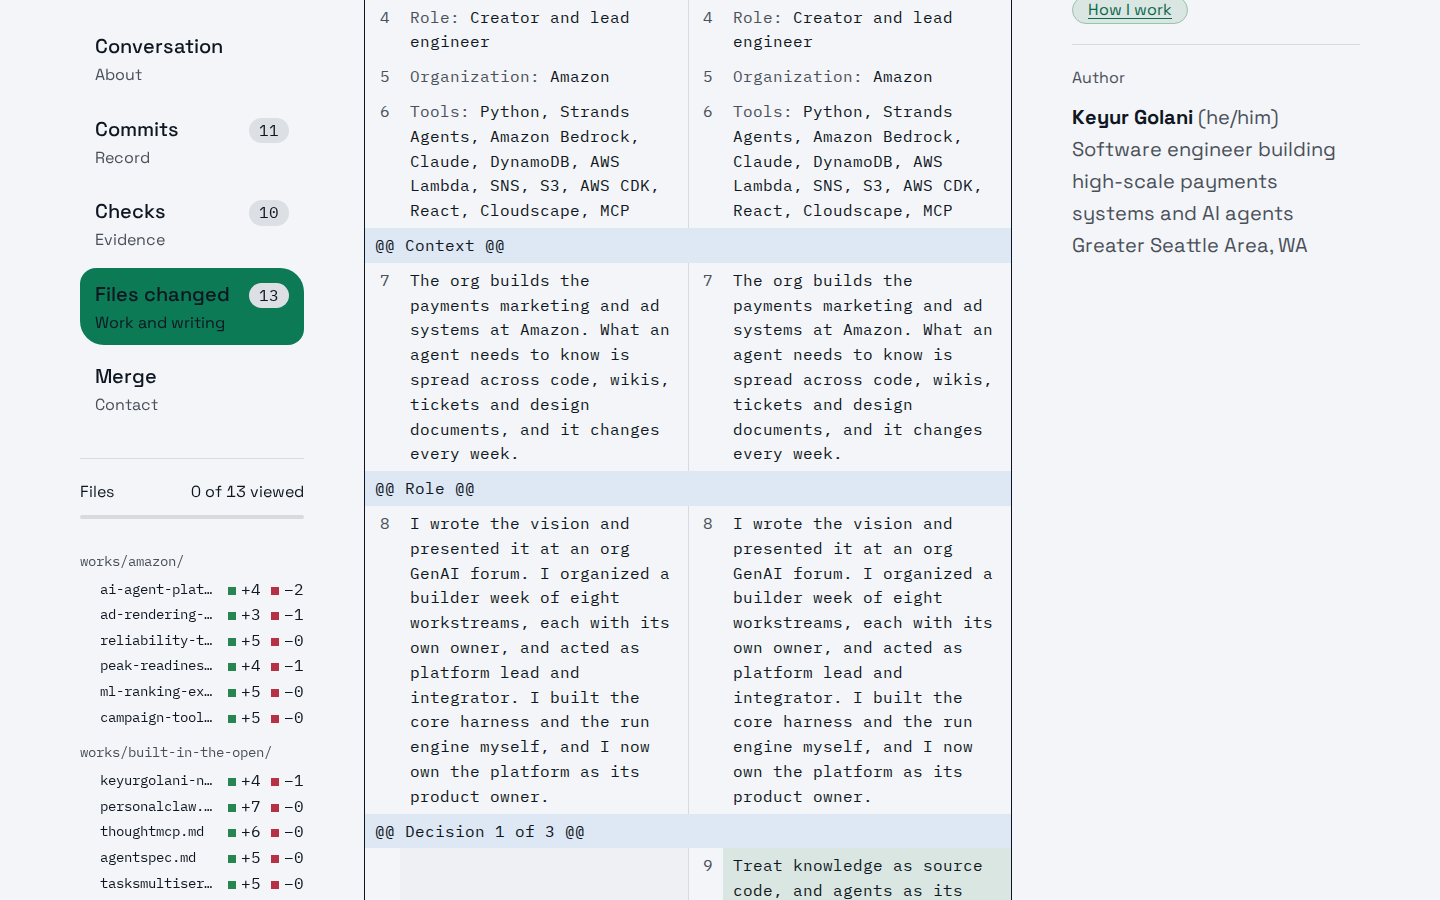 Conversation
About
Commits 11
Record
Checks 10
Evidence
Files changed 13
Work and writing
Merge
Contact
Files 0 of 13 viewed
works/amazon/
ai-agent-plat… +4 −2
ad-rendering-… +3 −1
reliability-t… +5 −0
peak-readines… +4 −1
ml-ranking-ex… +5 −0
campaign-tool… +5 −0
works/built-in-the-open/
keyurgolani-n… +4 −1
personalclaw.… +7 −0
thoughtmcp.md +6 −0
agentspec.md +5 −0
tasksmultiser… +5 −0
4 Role: Creator and lead
engineer
5 Organization: Amazon
6 Tools: Python, Strands
Agents, Amazon Bedrock,
Claude, DynamoDB, AWS
Lambda, SNS, S3, AWS CDK,
React, Cloudscape, MCP
4 Role: Creator and lead
engineer
5 Organization: Amazon
6 Tools: Python, Strands
Agents, Amazon Bedrock,
Claude, DynamoDB, AWS
Lambda, SNS, S3, AWS CDK,
React, Cloudscape, MCP
@@ Context @@
7 The org builds the
payments marketing and ad
systems at Amazon. What an
agent needs to know is
spread across code, wikis,
tickets and design
documents, and it changes
every week.
7 The org builds the
payments marketing and ad
systems at Amazon. What an
agent needs to know is
spread across code, wikis,
tickets and design
documents, and it changes
every week.
@@ Role @@
8 I wrote the vision and
presented it at an org
GenAI forum. I organized a
builder week of eight
workstreams, each with its
own owner, and acted as
platform lead and
integrator. I built the
core harness and the run
engine myself, and I now
own the platform as its
product owner.
8 I wrote the vision and
presented it at an org
GenAI forum. I organized a
builder week of eight
workstreams, each with its
own owner, and acted as
platform lead and
integrator. I built the
core harness and the run
engine myself, and I now
own the platform as its
product owner.
@@ Decision 1 of 3 @@
9 Treat knowledge as source
code, and agents as its
How I work
Author
Keyur Golani (he/him)
Software engineer building
high-scale payments
systems and AI agents
Greater Seattle Area, WA